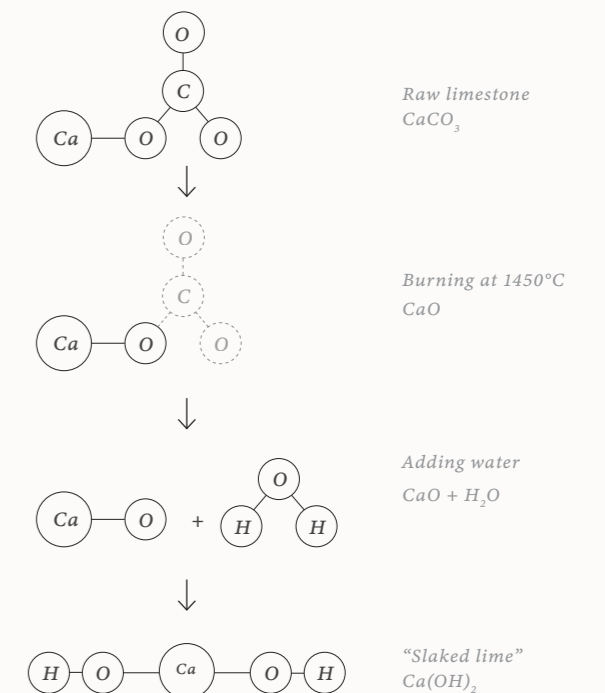 O
C
Ca O O
Raw limestone
CaCO₃
O
C
Ca O O
Burning at 1450°C
CaO
O
Ca O + H H
Adding water
CaO + H₂O
H O Ca O H
“Slaked lime”
Ca(OH)₂